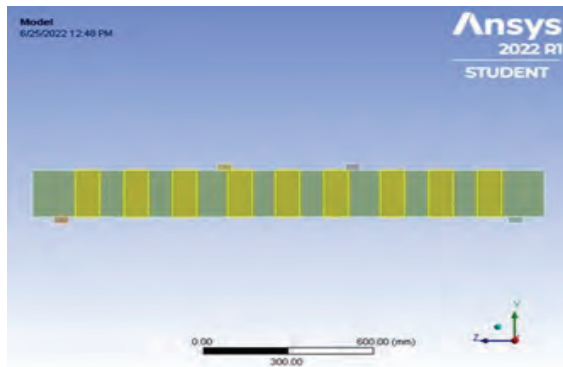 Model
6/25/2022 12:48 PM
Ansys
2022 R1
STUDENT
0.00
600.00 (mm)
300.00
Y
Z